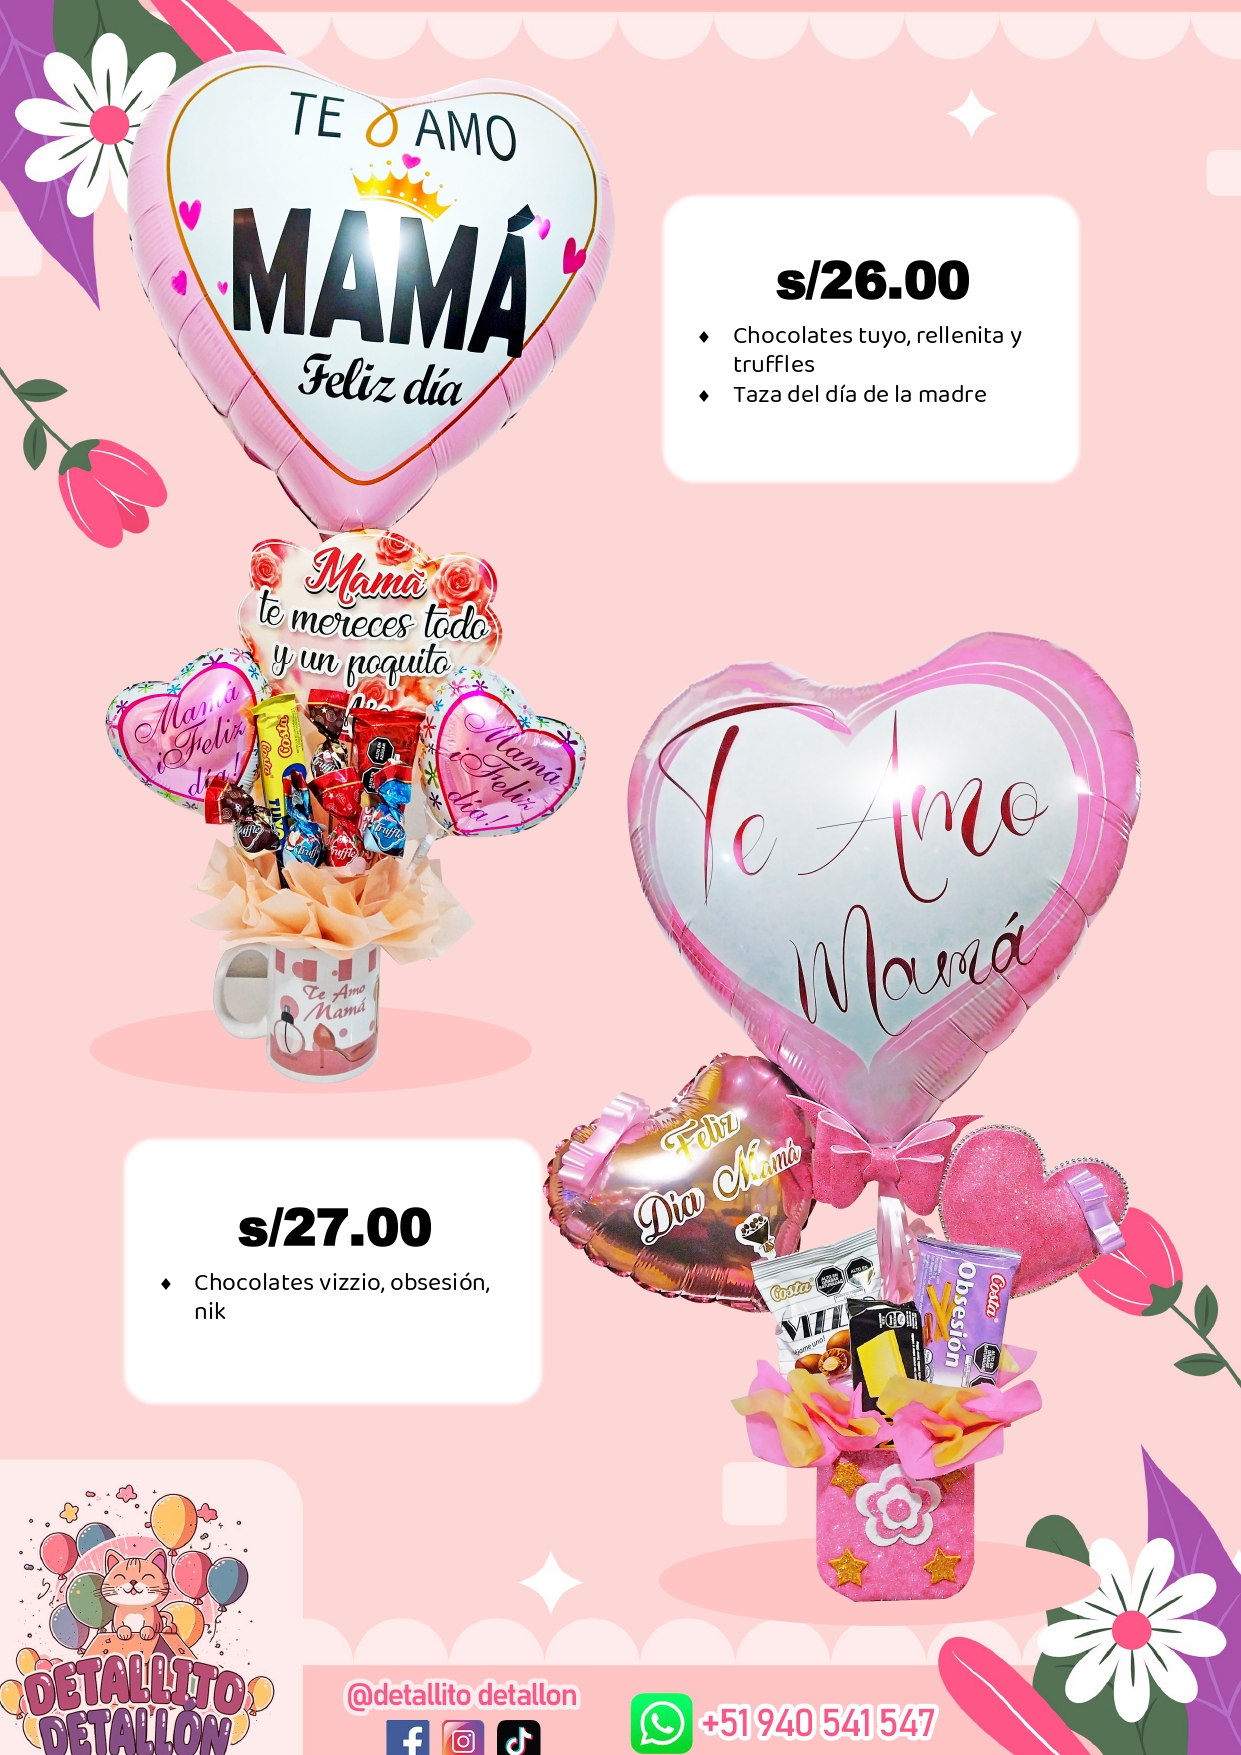 TE AMO
MAMÁ
Feliz día
s/26.00
♦ Chocolates tuyo, rellenita y
truffles
♦ Taza del día de la madre
Mamá
te mereces todo
y un poquito
Mamá
¡Feliz
día!
Mamá
¡Feliz
día!
Te Amo
Mamá
Te Amo
Mamá
Feliz
Día Mamá
s/27.00
♦ Chocolates vizzio, obsesión,
nik
Costa
Costa
Obsesión
DETALLITO
DETALLÓN
@detallito detallon
+51 940 541 547